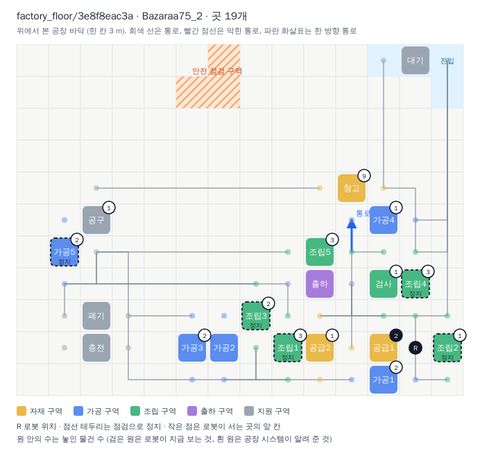 factory_floor/3e8f8eac3a · Bazaraa75_2 · 곳 19개
위에서 본 공장 바닥 (한 칸 3 m). 회색 선은 통로, 빨간 점선은 막힌 통로, 파란 화살표는 한 방향 통로
대기
진입
안전 점검 구역
9
창고
1
공구
통로
1
가공4
2
가공5
정지
3
조립5
출하
1
검사
3
조립4
정지
폐기
2
조립3
정지
충전
2
가공3
2
가공2
3
조립1
정지
1
공급2
2
공급1
R
1
조립2
정지
2
가공1
자재 구역 가공 구역 조립 구역 출하 구역 지원 구역
R 로봇 위치 · 점선 테두리는 점검으로 정지 · 작은 점은 로봇이 서는 곳의 앞 칸
원 안의 수는 놓인 물건 수 (검은 원은 로봇이 지금 보는 것, 흰 원은 공장 시스템이 알려 준 것)